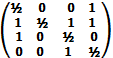 ½ 0 0 1
1 ½ 1 1
1 0 ½ 0
0 0 1 ½